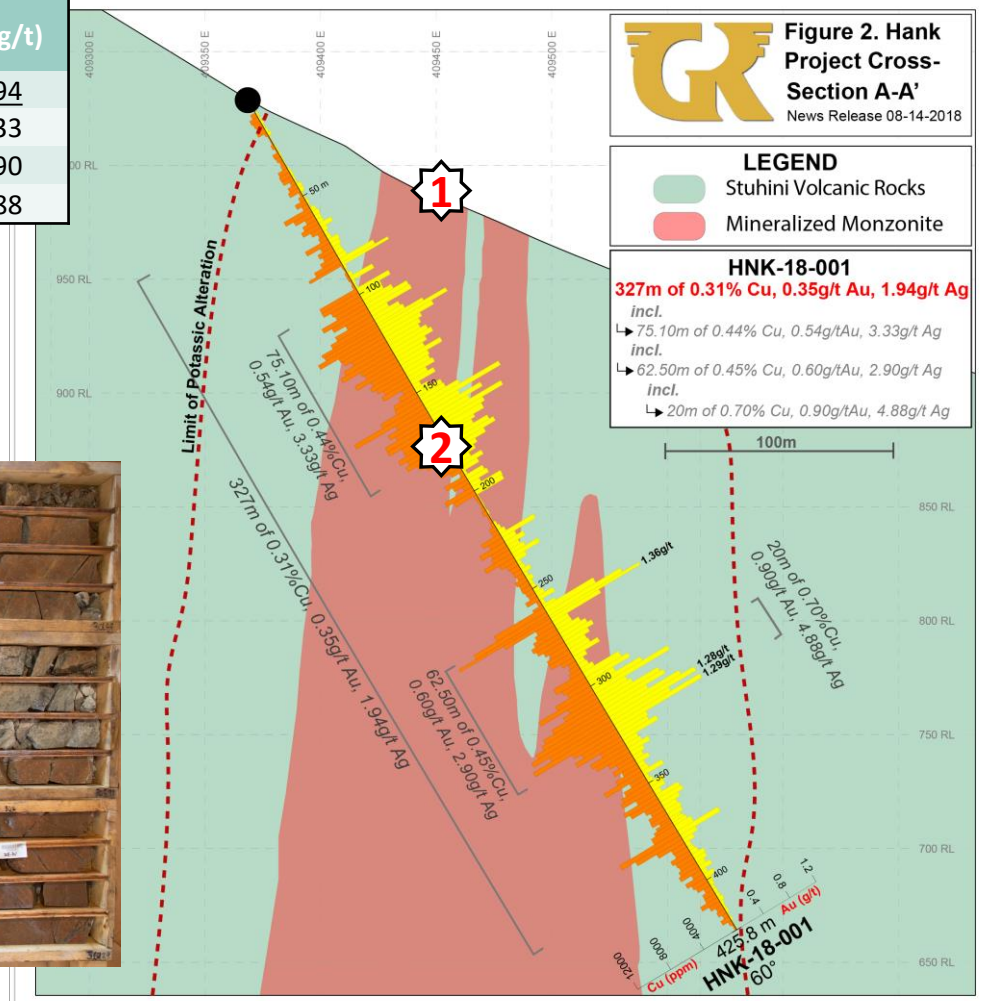 g/t)
94
33
90
88
409300 E
409350 E
409400 E
409450 E
409500 E
GR
Figure 2. Hank
Project Cross-
Section A-A’
News Release 08-14-2018
LEGEND
Stuhini Volcanic Rocks
Mineralized Monzonite
HNK-18-001
327m of 0.31% Cu, 0.35g/t Au, 1.94g/t Ag
incl.
75.10m of 0.44% Cu, 0.54g/tAu, 3.33g/t Ag
incl.
62.50m of 0.45% Cu, 0.60g/tAu, 2.90g/t Ag
incl.
20m of 0.70% Cu, 0.90g/tAu, 4.88g/t Ag
100m
00 RL
950 RL
900 RL
850 RL
800 RL
750 RL
700 RL
650 RL
1
2
Limit of Potassic Alteration
50 m
100
150
200
250
300
350
400
75.10m of 0.44%Cu,
0.54g/t Au, 3.33g/t Ag
327m of 0.31%Cu, 0.35g/t Au, 1.94g/t Ag
62.50m of 0.45%Cu,
0.60g/t Au, 2.90g/t Ag
20m of 0.70%Cu,
0.90g/t Au, 4.88g/t Ag
1.36g/t
1.28g/t
1.29g/t
0.4
0.8
1.2
Au (g/t)
4000
8000
12000
Cu (ppm)
425.8 m
HNK-18-001
60°